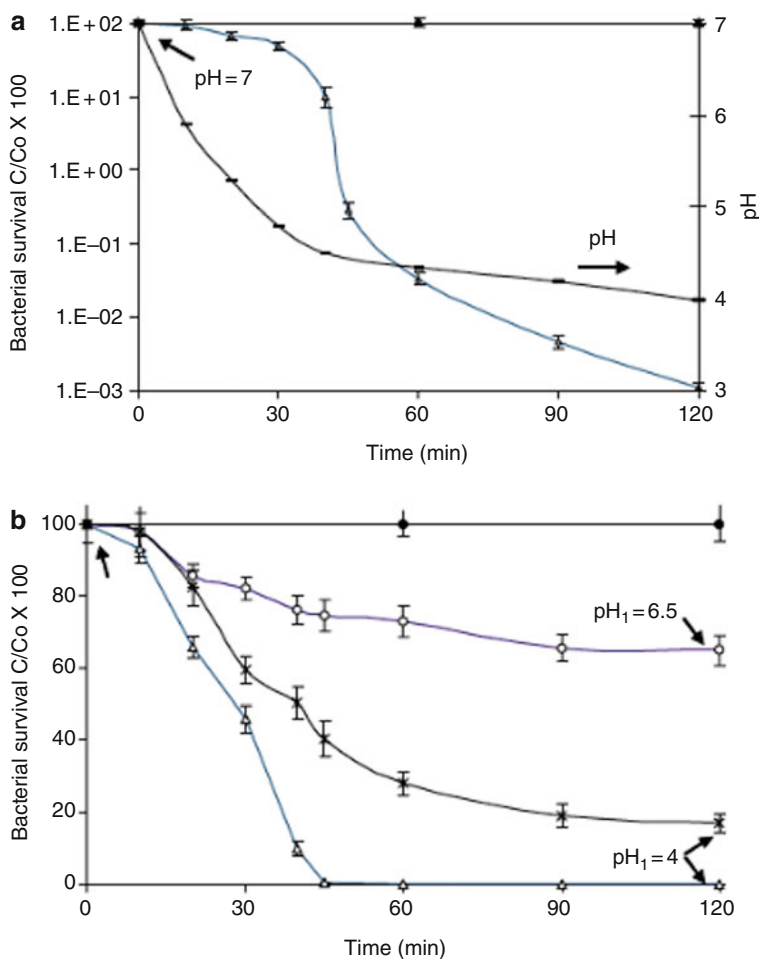 a
Bacterial survival C/Co X 100
1.E+02
1.E+01
1.E+00
1.E–01
1.E–02
1.E–03
pH=7
pH
7
6
5
4
3
pH
0 30 60 90 120
Time (min)
b
Bacterial survival C/Co X 100
100
80
60
40
20
0
pH₁=6.5
pH₁=4
0 30 60 90 120
Time (min)